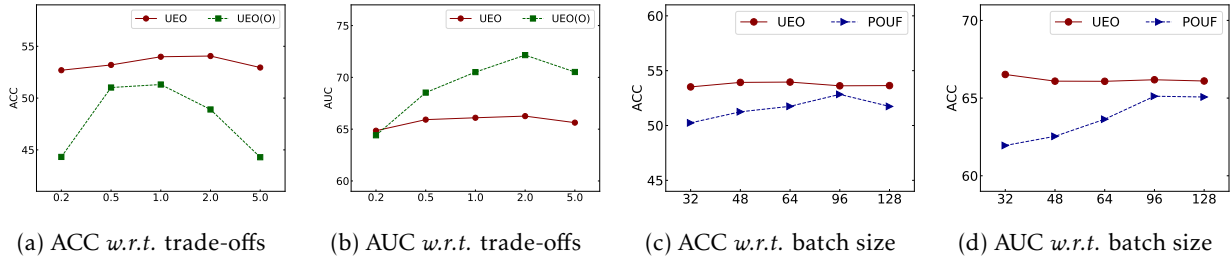 UEO
UEO(O)
ACC
55
50
45
0.2
0.5
1.0
2.0
5.0
(a) ACC w.r.t. trade-offs
UEO
UEO(O)
AUC
75
70
65
60
0.2
0.5
1.0
2.0
5.0
(b) AUC w.r.t. trade-offs
UEO
POUF
ACC
60
55
50
45
32
48
64
96
128
(c) ACC w.r.t. batch size
UEO
POUF
ACC
70
65
60
32
48
64
96
128
(d) AUC w.r.t. batch size